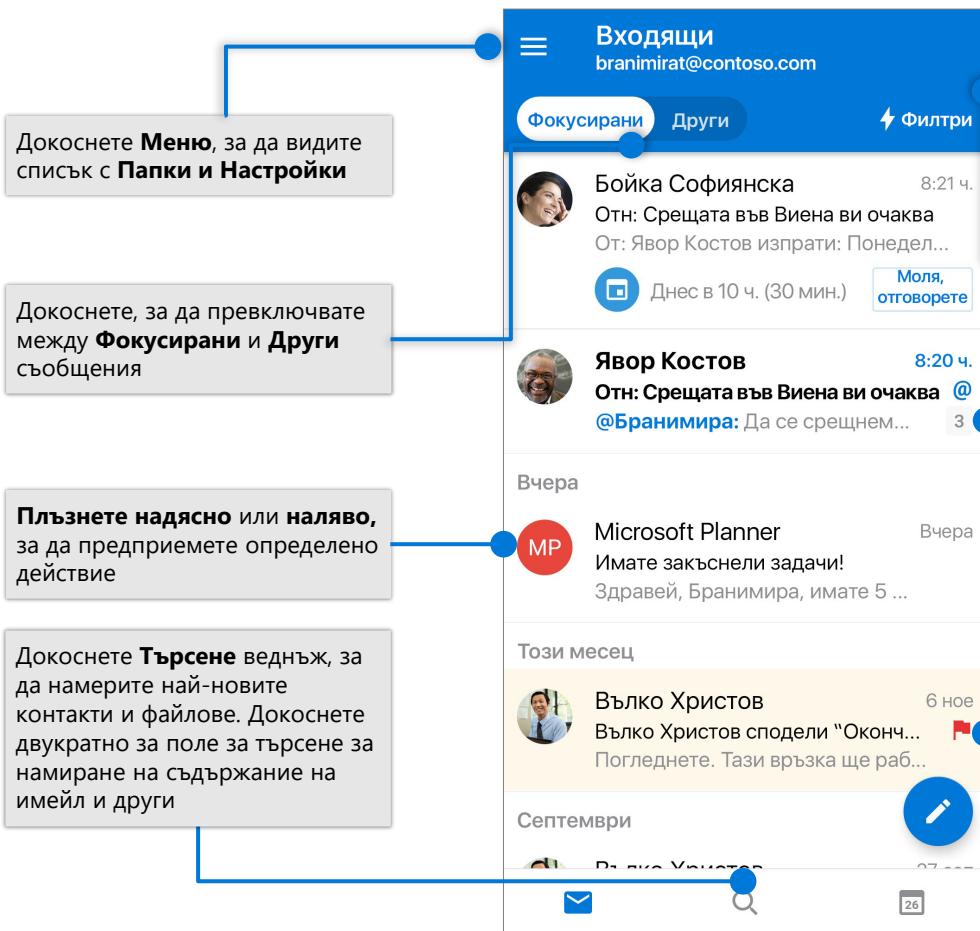 Докоснете Меню, за да видите
списък с Папки и Настройки
Докоснете, за да превключвате
между Фокусирани и Други
съобщения
Плъзнете надясно или наляво,
за да предприемете определено
действие
Докоснете Търсене веднъж, за
да намерите най-новите
контакти и файлове. Докоснете
двукратно за поле за търсене за
намиране на съдържание на
имейл и други
Входящи
branimirat@contoso.com
Фокусирани Други Филтри
Бойка Софиянска 8:21 ч.
Отн: Срещата във Виена ви очаква
От: Явор Костов изпрати: Понедел...
Днес в 10 ч. (30 мин.)
Моля,
отговорете
Явор Костов 8:20 ч.
Отн: Срещата във Виена ви очаква @
@Бранимира: Да се срещнем... 3
Вчера
MP
Microsoft Planner Вчера
Имате закъснели задачи!
Здравей, Бранимира, имате 5 ...
Този месец
Вълко Христов 6 ное
Вълко Христов сподели “Оконч...
Погледнете. Тази връзка ще раб...
Септември
Вълко Христов
26